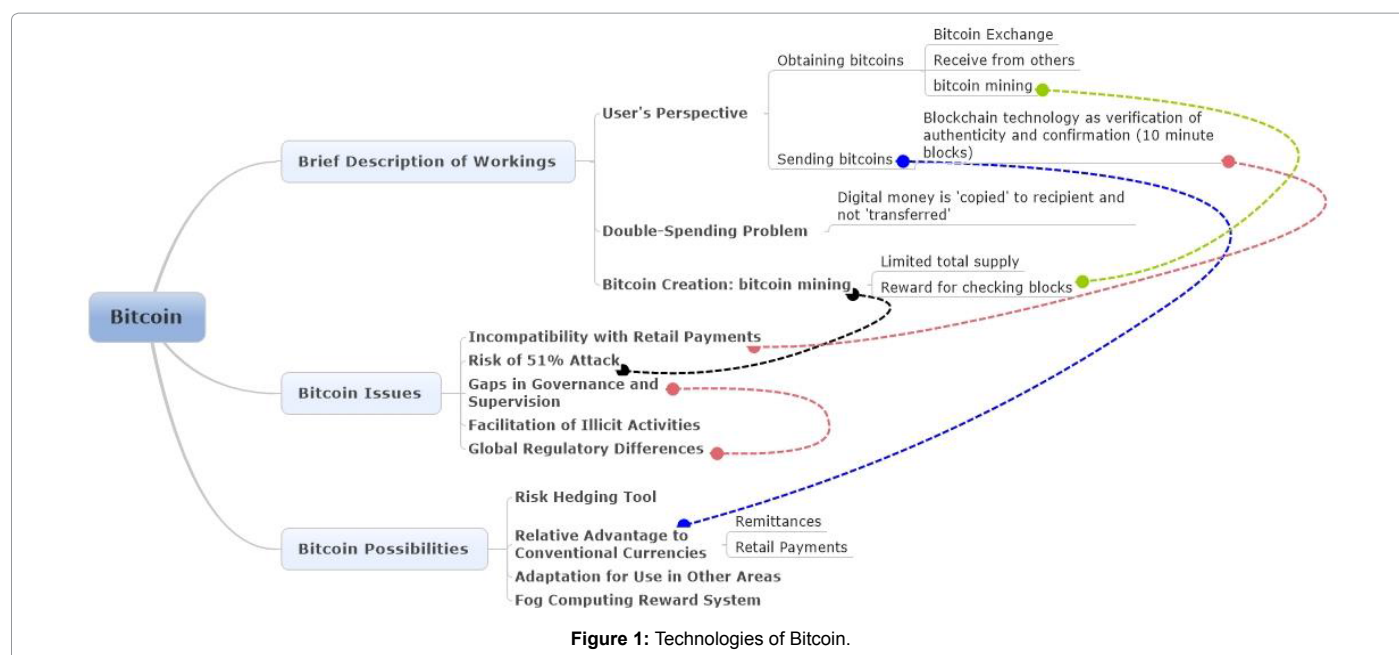 Bitcoin
Brief Description of Workings
User's Perspective
Obtaining bitcoins
Bitcoin Exchange
Receive from others
bitcoin mining
Sending bitcoins
Blockchain technology as verification of
authenticity and confirmation (10 minute
blocks)
Double-Spending Problem
Digital money is 'copied' to recipient and
not 'transferred'
Bitcoin Creation: bitcoin mining
Limited total supply
Reward for checking blocks
Bitcoin Issues
Incompatibility with Retail Payments
Risk of 51% Attack
Gaps in Governance and
Supervision
Facilitation of Illicit Activities
Global Regulatory Differences
Bitcoin Possibilities
Risk Hedging Tool
Relative Advantage to
Conventional Currencies
Remittances
Retail Payments
Adaptation for Use in Other Areas
Fog Computing Reward System
Figure 1: Technologies of Bitcoin.